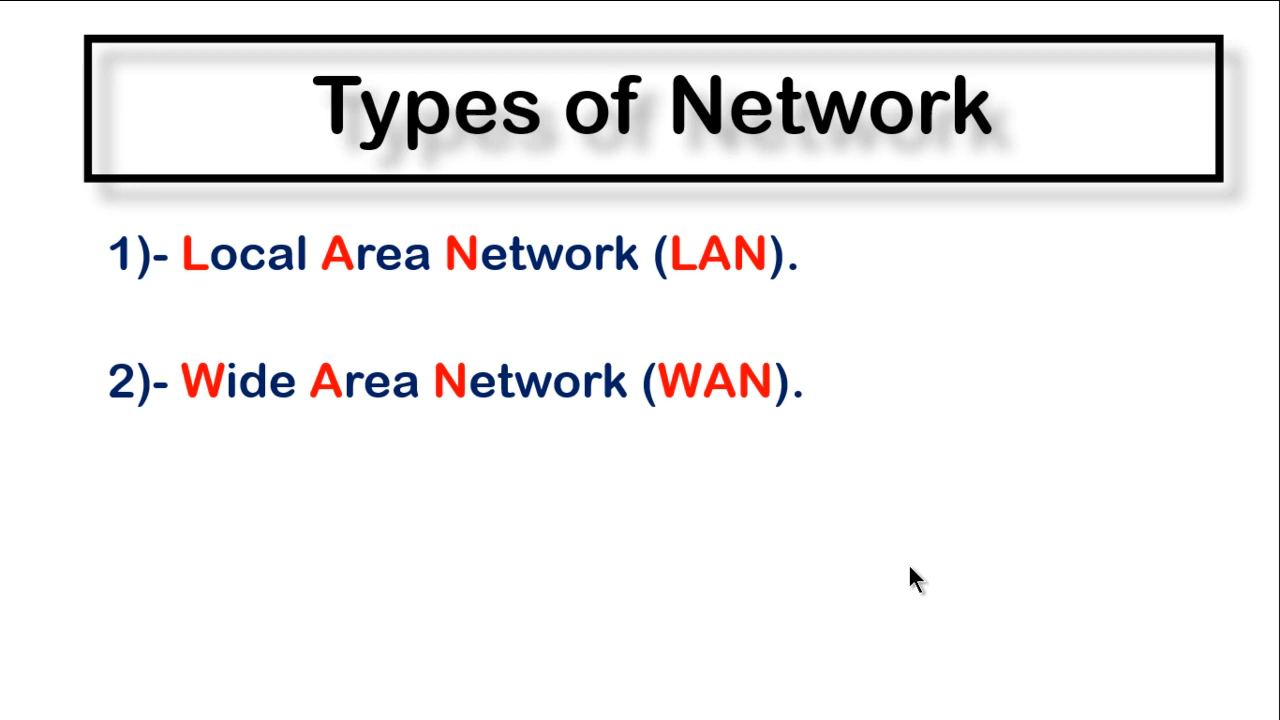 Types of Network
1)- Local Area Network (LAN).
2)- Wide Area Network (WAN).